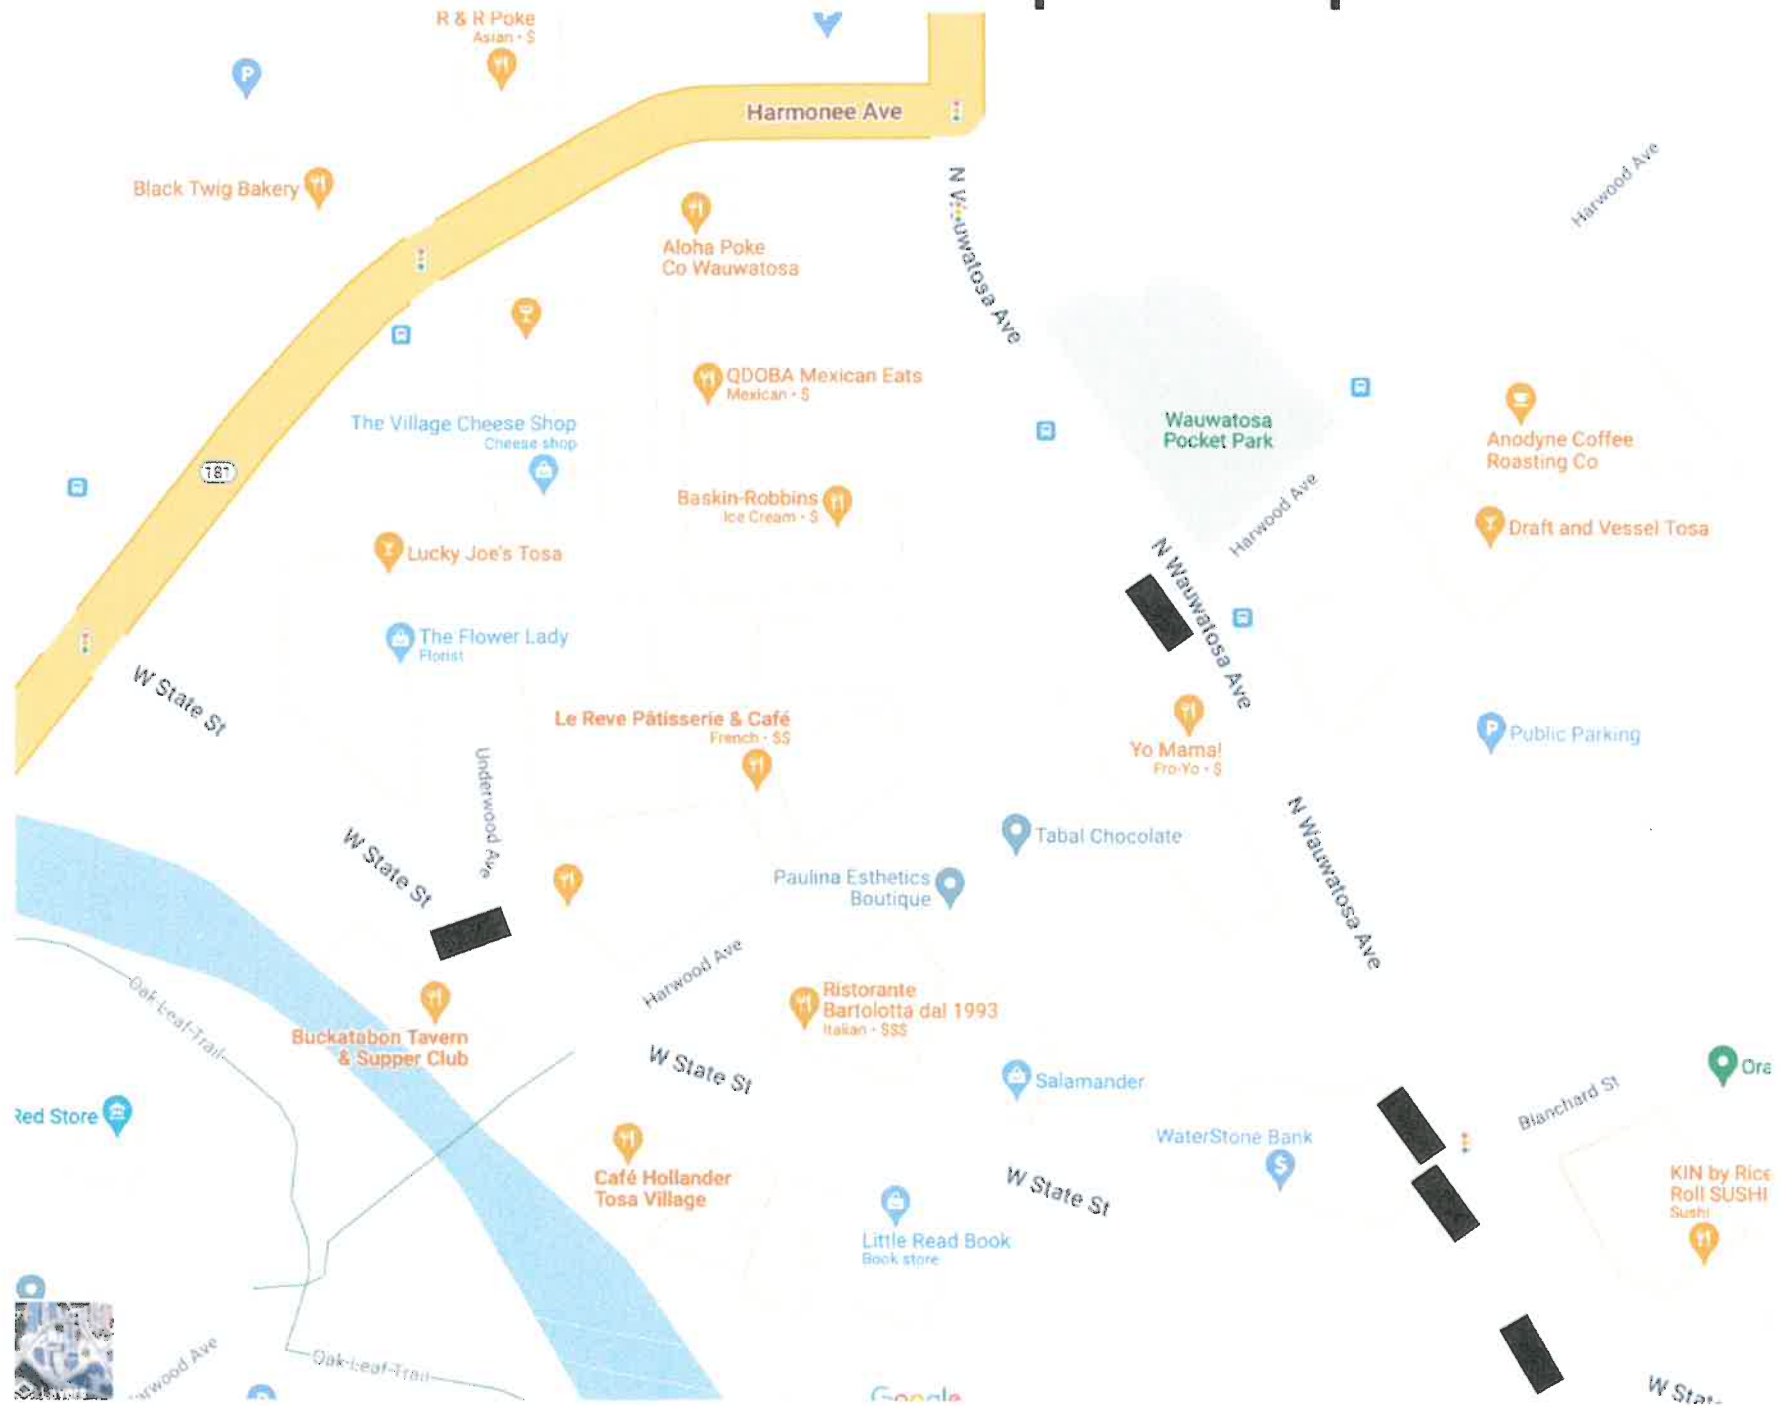 R & R Poke
Asian · $
P
Harmonee Ave
Black Twig Bakery
N Wauwatosa Ave
Harwood Ave
Aloha Poke
Co Wauwatosa
QDOBA Mexican Eats
Mexican · $
The Village Cheese Shop
Cheese shop
Wauwatosa
Pocket Park
Anodyne Coffee
Roasting Co
181
Baskin-Robbins
Ice Cream · $
Harwood Ave
Draft and Vessel Tosa
Lucky Joe's Tosa
N Wauwatosa Ave
The Flower Lady
Florist
W State St
Le Reve Pâtisserie & Café
French · $$
Yo Mama!
Fro-Yo · $
P
Public Parking
Underwood Ave
W State St
Tabal Chocolate
N Wauwatosa Ave
Paulina Esthetics
Boutique
Harwood Ave
Oak-Leaf-Trail
Ristorante
Bartolotta dal 1993
Italian · $$$
Buckatabon Tavern
& Supper Club
W State St
Salamander
Ora
Blanchard St
Red Store
WaterStone Bank
$
Café Hollander
Tosa Village
W State St
KIN by Rice
Roll SUSHI
Sushi
Little Read Book
Book store
Oak-Leaf-Trail
arwood Ave
Layers
Google
W State